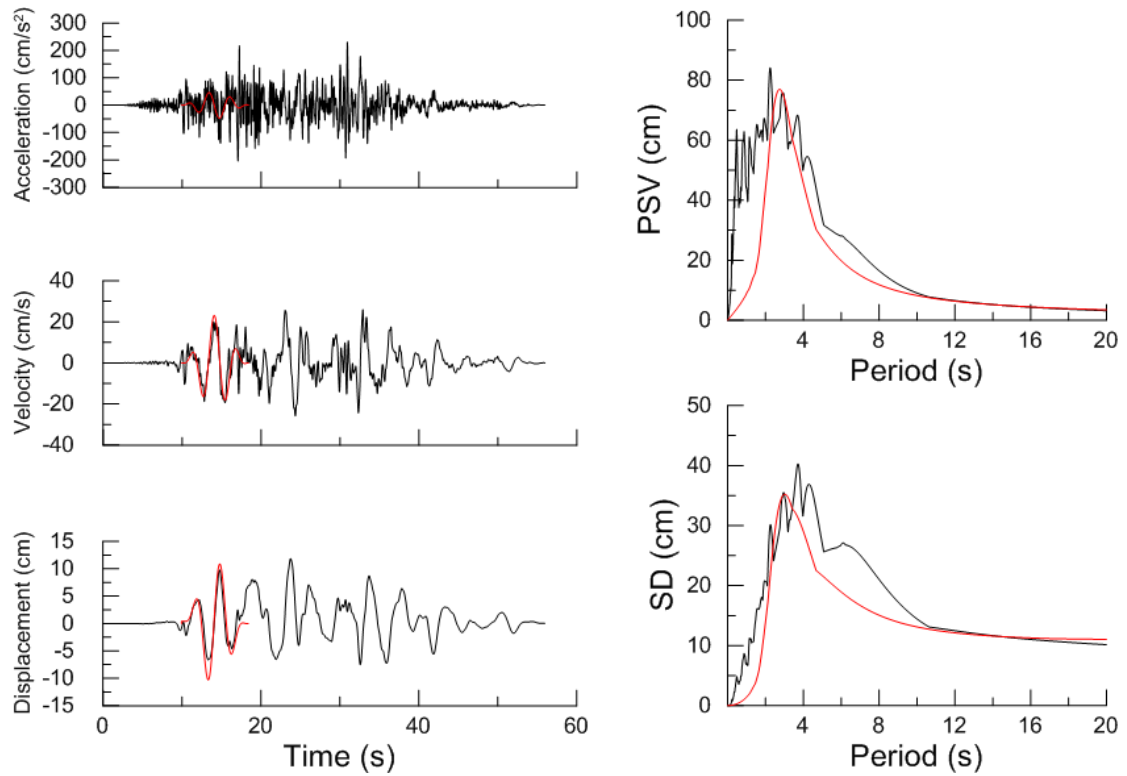 Acceleration (cm/s²)
300
200
100
0
-100
-200
-300
Velocity (cm/s)
40
20
0
-20
-40
Displacement (cm)
15
10
5
0
-5
-10
-15
0 20 40 60
Time (s)
PSV (cm)
100
80
60
40
20
0
4 8 12 16 20
Period (s)
SD (cm)
50
40
30
20
10
0
4 8 12 16 20
Period (s)